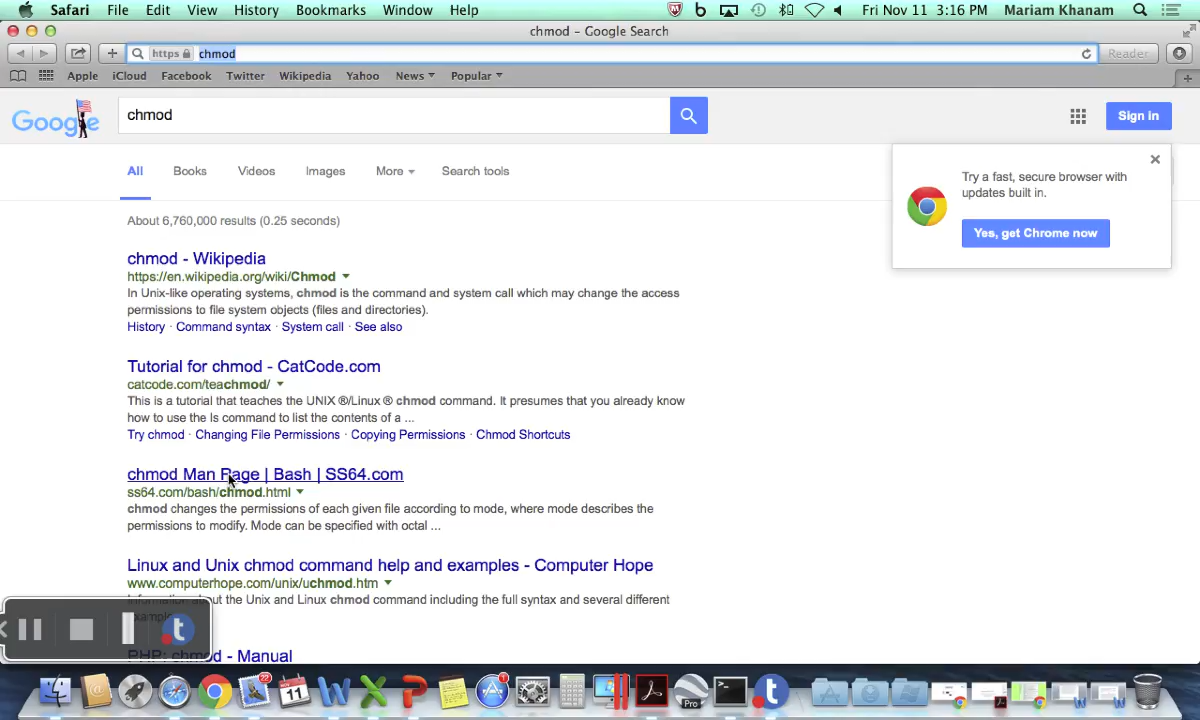 Safari File Edit View History Bookmarks Window Help Fri Nov 11 3:16 PM Mariam Khanam
chmod - Google Search
https chmod Reader
Apple iCloud Facebook Twitter Wikipedia Yahoo News Popular
Google chmod Sign in
All Books Videos Images More Search tools
Try a fast, secure browser with
updates built in.
Yes, get Chrome now
About 6,760,000 results (0.25 seconds)
chmod - Wikipedia
https://en.wikipedia.org/wiki/Chmod
In Unix-like operating systems, chmod is the command and system call which may change the access
permissions to file system objects (files and directories).
History · Command syntax · System call · See also
Tutorial for chmod - CatCode.com
catcode.com/teachmod/
This is a tutorial that teaches the UNIX ®/Linux ® chmod command. It presumes that you already know
how to use the ls command to list the contents of a ...
Try chmod · Changing File Permissions · Copying Permissions · Chmod Shortcuts
chmod Man Page | Bash | SS64.com
ss64.com/bash/chmod.html
chmod changes the permissions of each given file according to mode, where mode describes the
permissions to modify. Mode can be specified with octal ...
Linux and Unix chmod command help and examples - Computer Hope
www.computerhope.com/unix/uchmod.htm
Information about the Unix and Linux chmod command including the full syntax and several different
PHP: chmod - Manual
t
22
11
W X P
1
Pro
t